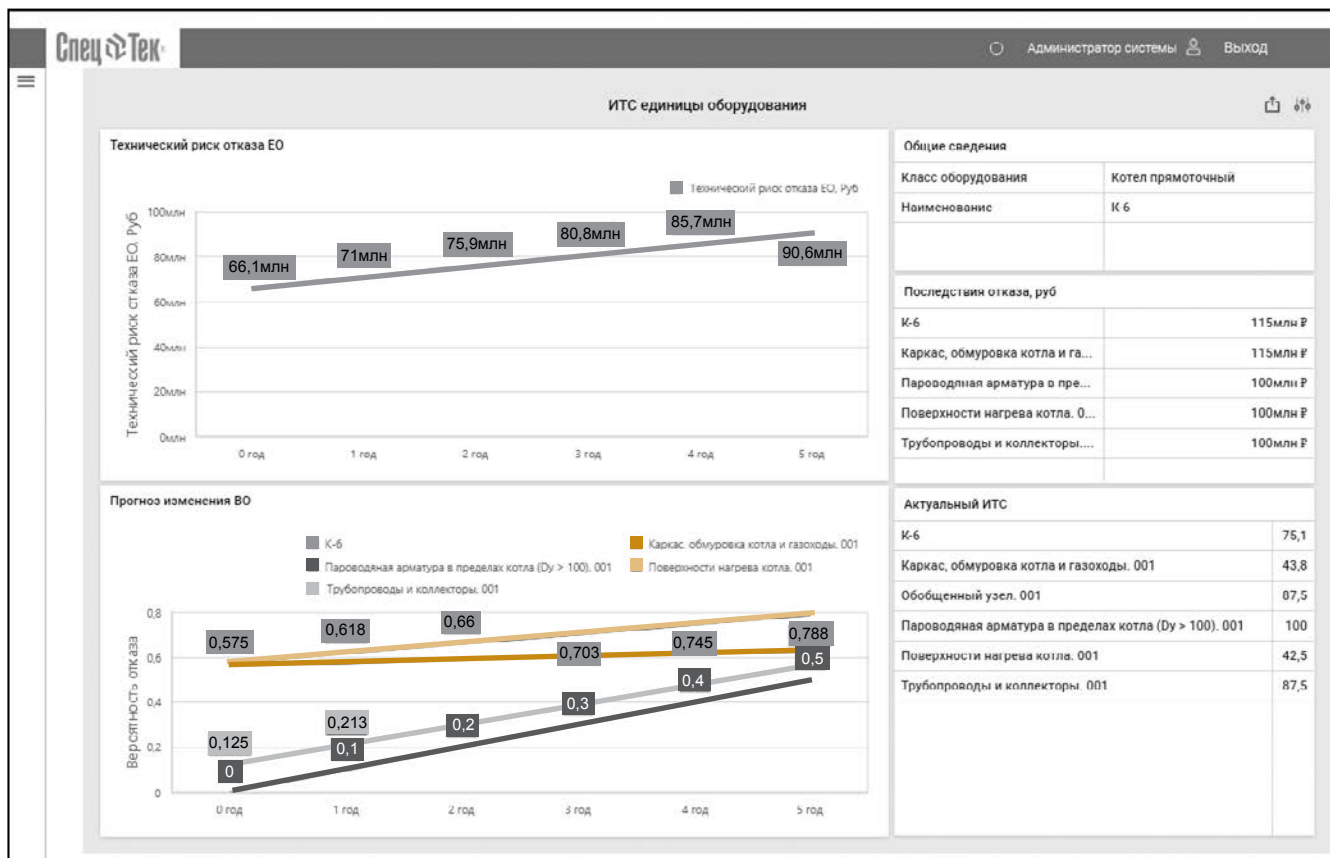 СпецТек
Администратор системы
Выход
ИТС единицы оборудования
Технический риск отказа ЕО
Технический риск отказа ЕО, Руб
Технический риск отказа ЕО, Руб
100млн
80млн
60млн
40млн
20млн
0млн
66,1млн
71млн
75,9млн
80,8млн
85,7млн
90,6млн
0 год
1 год
2 год
3 год
4 год
5 год
Общие сведения
Класс оборудования Котел прямоточный
Наименование К 6
Последствия отказа, руб
К-6 115млн ₽
Каркас, обмуровка котла и га... 115млн ₽
Пароводяная арматура в пре... 100млн ₽
Поверхности нагрева котла. 0... 100млн ₽
Трубопроводы и коллекторы.... 100млн ₽
Прогноз изменения ВО
К-6
Каркас, обмуровка котла и газоходы. 001
Пароводяная арматура в пределах котла (Dy > 100). 001
Поверхности нагрева котла. 001
Трубопроводы и коллекторы. 001
Вероятность отказа
0,8
0,6
0,4
0,2
0
0,575
0,618
0,66
0,703
0,745
0,788
0,125
0,213
0
0,1
0,2
0,3
0,4
0,5
0 год
1 год
2 год
3 год
4 год
5 год
Актуальный ИТС
К-6 75,1
Каркас, обмуровка котла и газоходы. 001 43,8
Обобщенный узел. 001 87,5
Пароводяная арматура в пределах котла (Dy > 100). 001 100
Поверхности нагрева котла. 001 42,5
Трубопроводы и коллекторы. 001 87,5